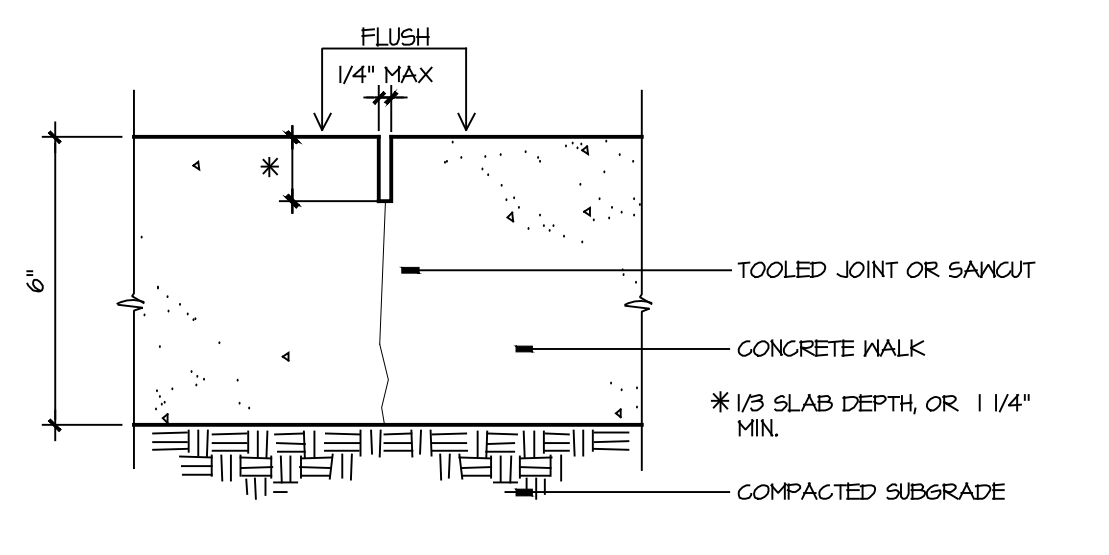 FLUSH
1/4" MAX
*
6"
TOOLED JOINT OR SAWCUT
CONCRETE WALK
* 1/3 SLAB DEPTH, OR 1 1/4"
MIN.
COMPACTED SUBGRADE